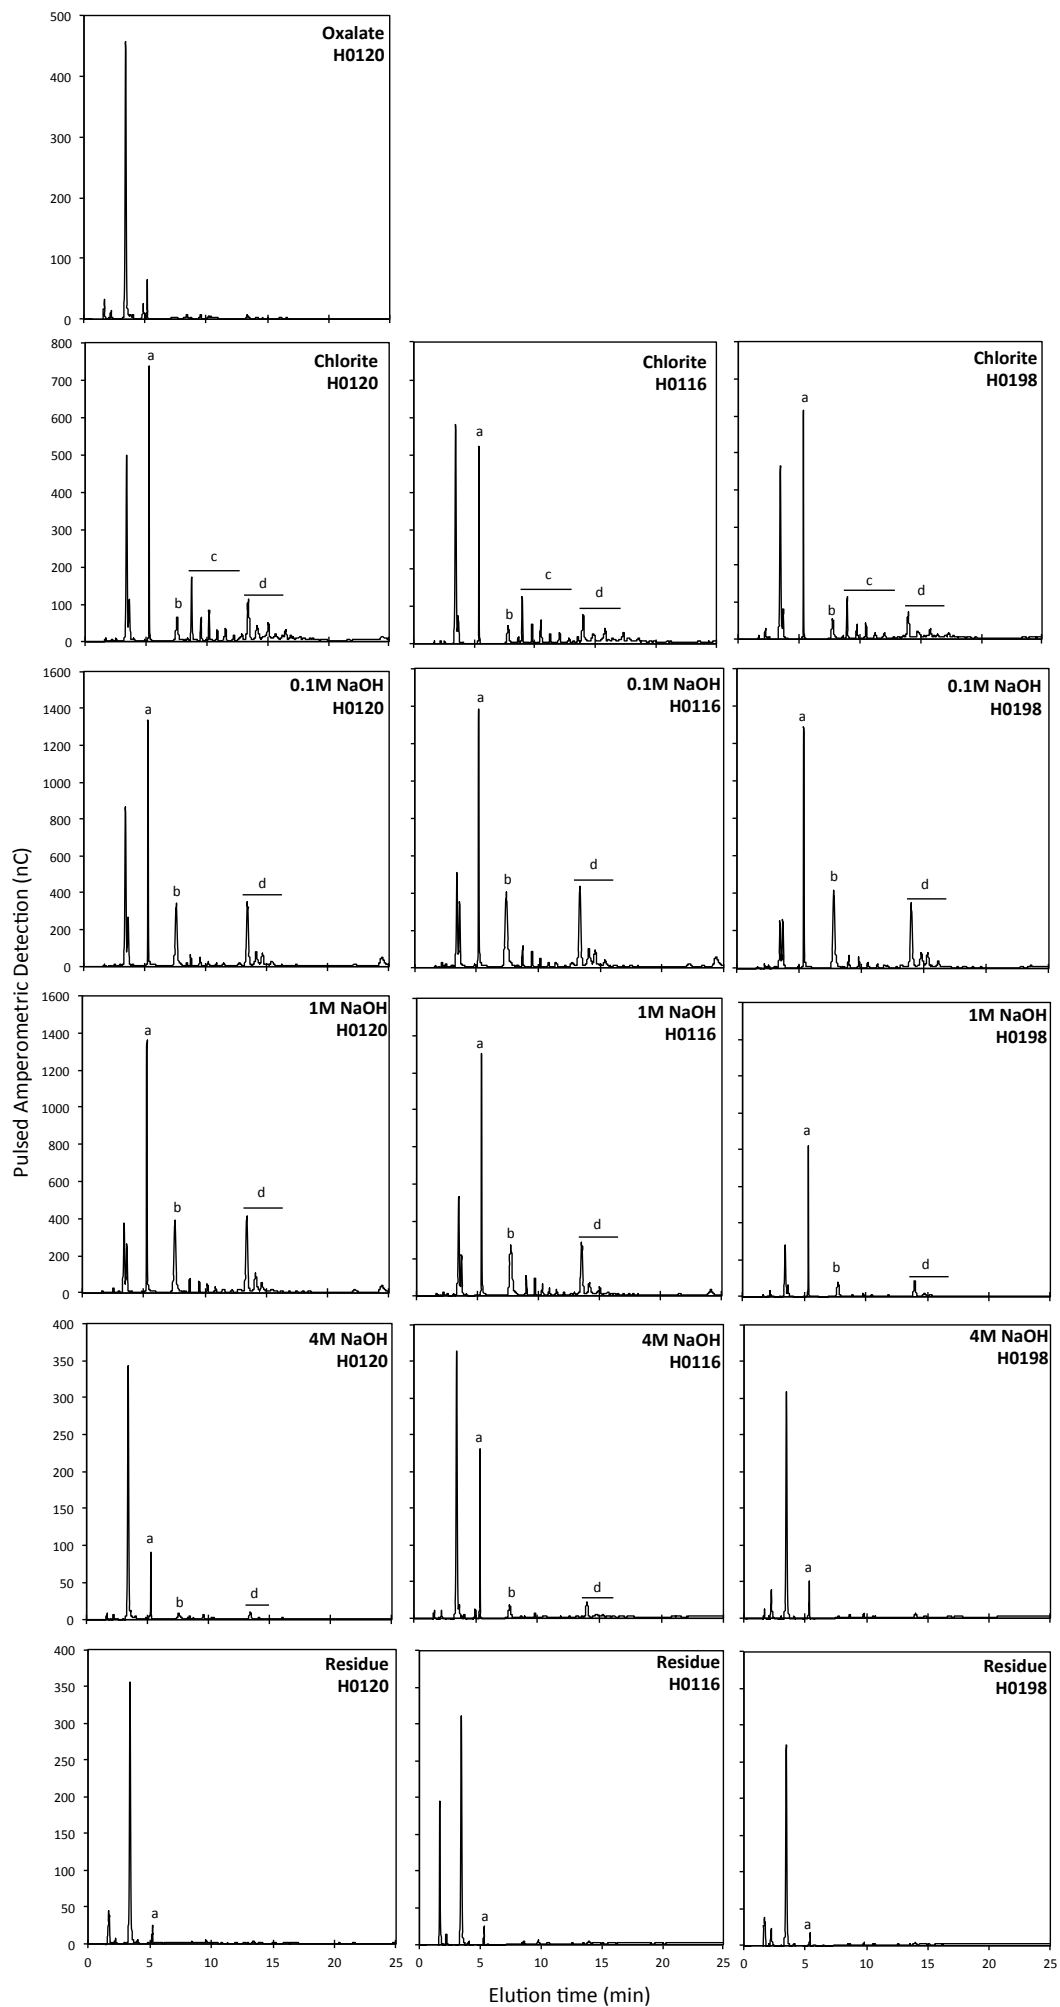 Pulsed Amperometric Detection (nC)
500
400
300
200
100
0
Oxalate
H0120
800
700
600
500
400
300
200
100
0
a
b
c
d
Chlorite
H0120
a
b
c
d
Chlorite
H0116
a
b
c
d
Chlorite
H0198
1600
1400
1200
1000
800
600
400
200
0
a
b
d
0.1M NaOH
H0120
a
b
d
0.1M NaOH
H0116
a
b
d
0.1M NaOH
H0198
1600
1400
1200
1000
800
600
400
200
0
a
b
d
1M NaOH
H0120
a
b
d
1M NaOH
H0116
a
b
d
1M NaOH
H0198
400
350
300
250
200
150
100
50
0
a
b
d
4M NaOH
H0120
a
b
d
4M NaOH
H0116
a
4M NaOH
H0198
400
350
300
250
200
150
100
50
0
a
Residue
H0120
a
Residue
H0116
a
Residue
H0198
0 5 10 15 20 25
0 5 10 15 20 25
0 5 10 15 20 25
Elution time (min)